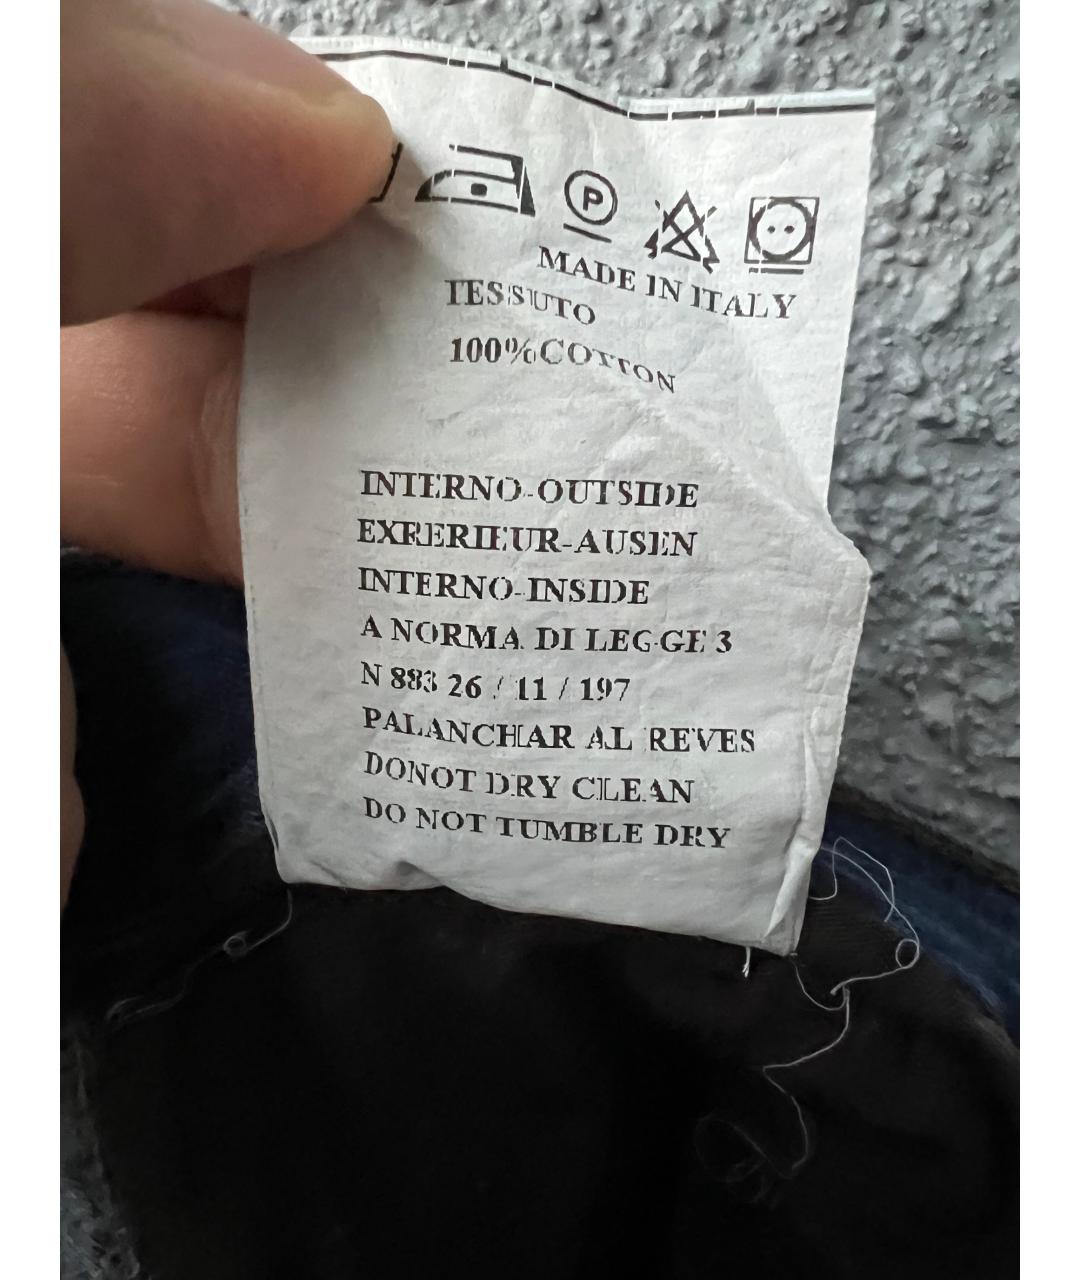 P
MADE IN ITALY
TESSUTO
100%COTTON
INTERNO-OUTSIDE
EXRERIEUR-AUSEN
INTERNO-INSIDE
A NORMA DI LEGGE 3
N 883 26 / 11 / 197
PALANCHAR AL REVES
DONOT DRY CLEAN
DO NOT TUMBLE DRY